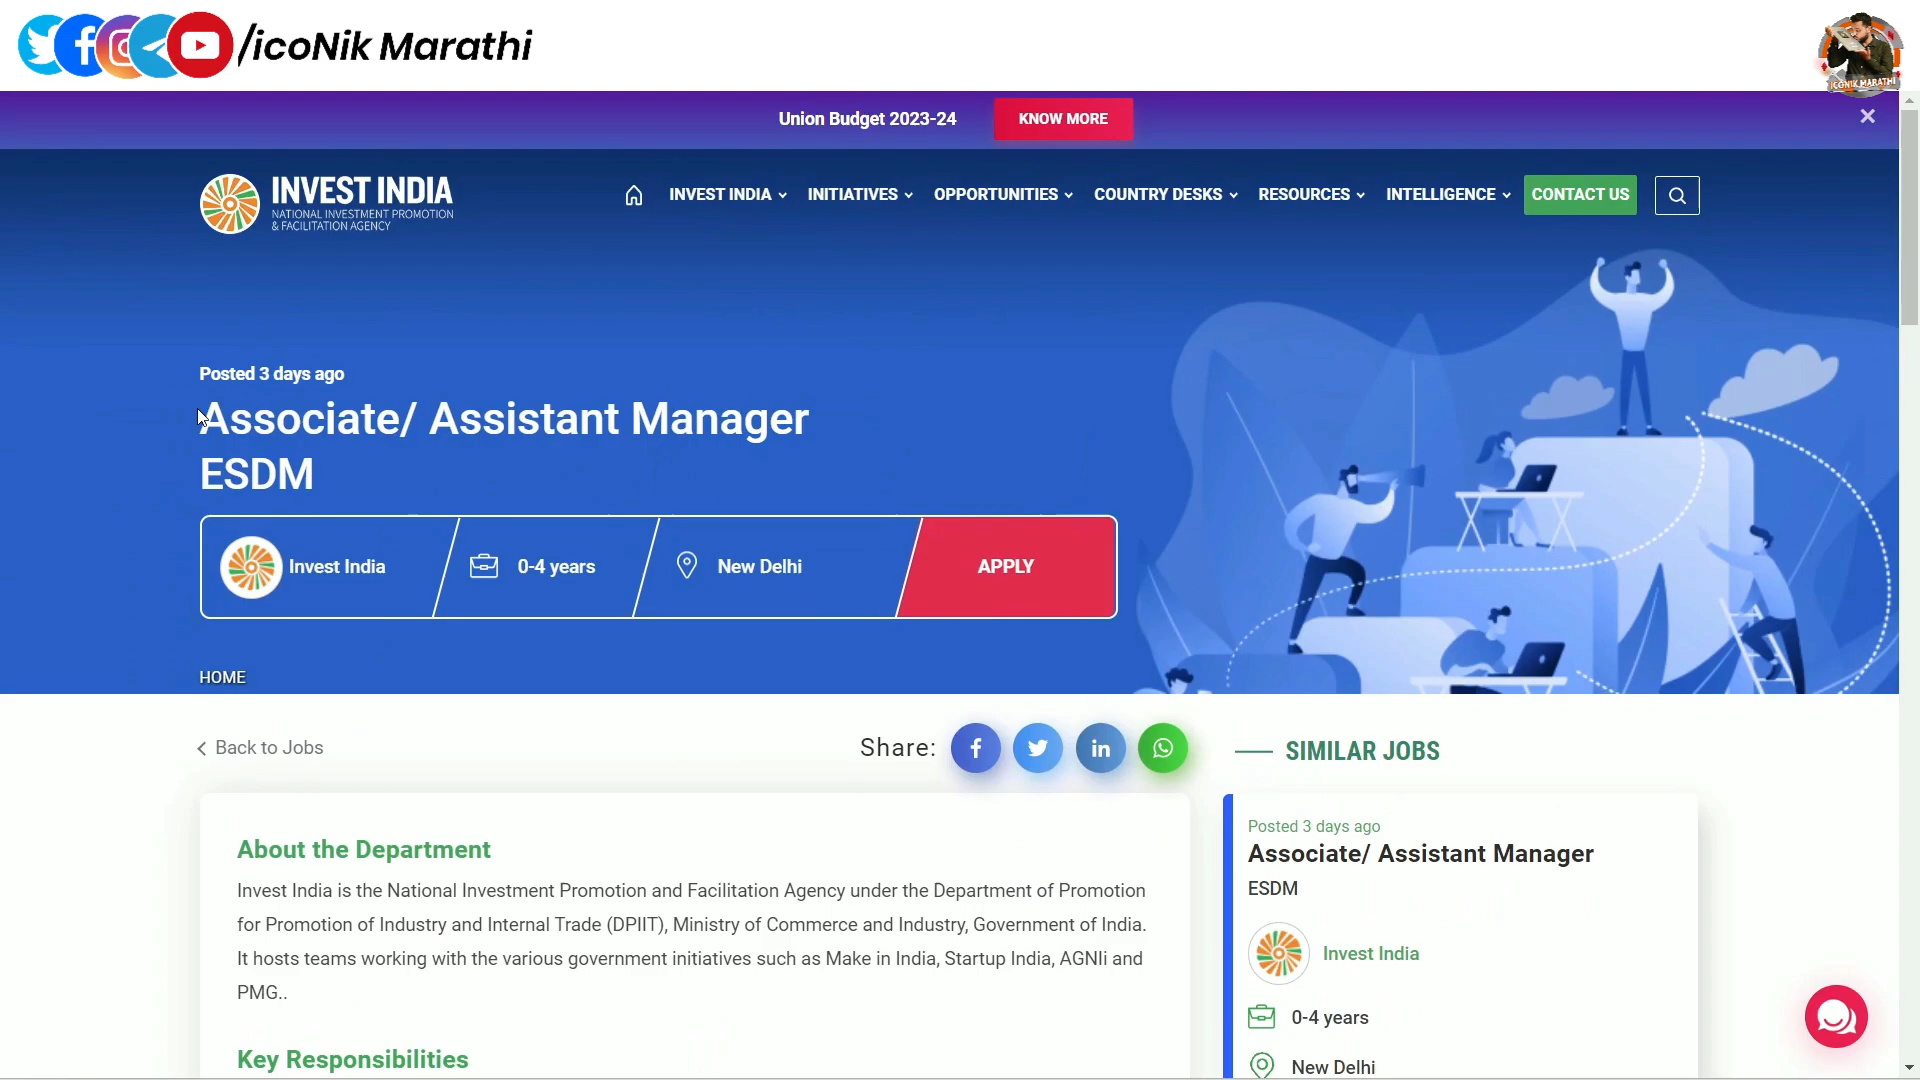 /icoNik Marathi
ICONIK MARATHI
Union Budget 2023-24
KNOW MORE
INVEST INDIA
NATIONAL INVESTMENT PROMOTION
& FACILITATION AGENCY
INVEST INDIA
INITIATIVES
OPPORTUNITIES
COUNTRY DESKS
RESOURCES
INTELLIGENCE
CONTACT US
Posted 3 days ago
Associate/ Assistant Manager
ESDM
Invest India
0-4 years
New Delhi
APPLY
HOME
Back to Jobs
Share:
SIMILAR JOBS
About the Department
Invest India is the National Investment Promotion and Facilitation Agency under the Department of Promotion
for Promotion of Industry and Internal Trade (DPIIT), Ministry of Commerce and Industry, Government of India.
It hosts teams working with the various government initiatives such as Make in India, Startup India, AGNIi and
PMG..
Key Responsibilities
Posted 3 days ago
Associate/ Assistant Manager
ESDM
Invest India
0-4 years
New Delhi